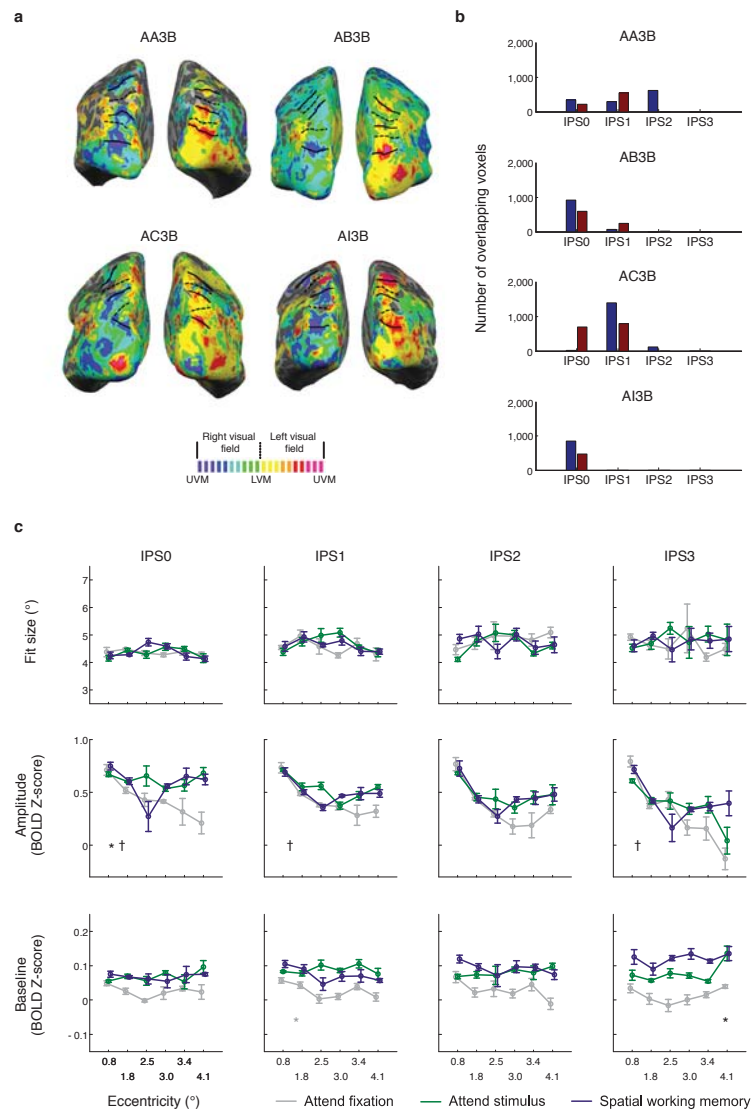 a
AA3B
AB3B
AC3B
AI3B
Right visual field
Left visual field
UVM
LVM
UVM
b
Number of overlapping voxels
AA3B
2,000
1,000
0
IPS0 IPS1 IPS2 IPS3
AB3B
2,000
1,000
0
IPS0 IPS1 IPS2 IPS3
AC3B
2,000
1,000
0
IPS0 IPS1 IPS2 IPS3
AI3B
2,000
1,000
0
IPS0 IPS1 IPS2 IPS3
c
IPS0 IPS1 IPS2 IPS3
Fit size (°)
7
6
5
4
3
Amplitude
(BOLD Z-score)
1.0
0.5
0
* †
†
†
Baseline
(BOLD Z-score)
0.2
0.1
0
- 0.1
*
*
0.8 2.5 3.4 0.8 2.5 3.4 0.8 2.5 3.4 0.8 2.5 3.4
1.8 3.0 4.1 1.8 3.0 4.1 1.8 3.0 4.1 1.8 3.0 4.1
Eccentricity (°)
Attend fixation
Attend stimulus
Spatial working memory